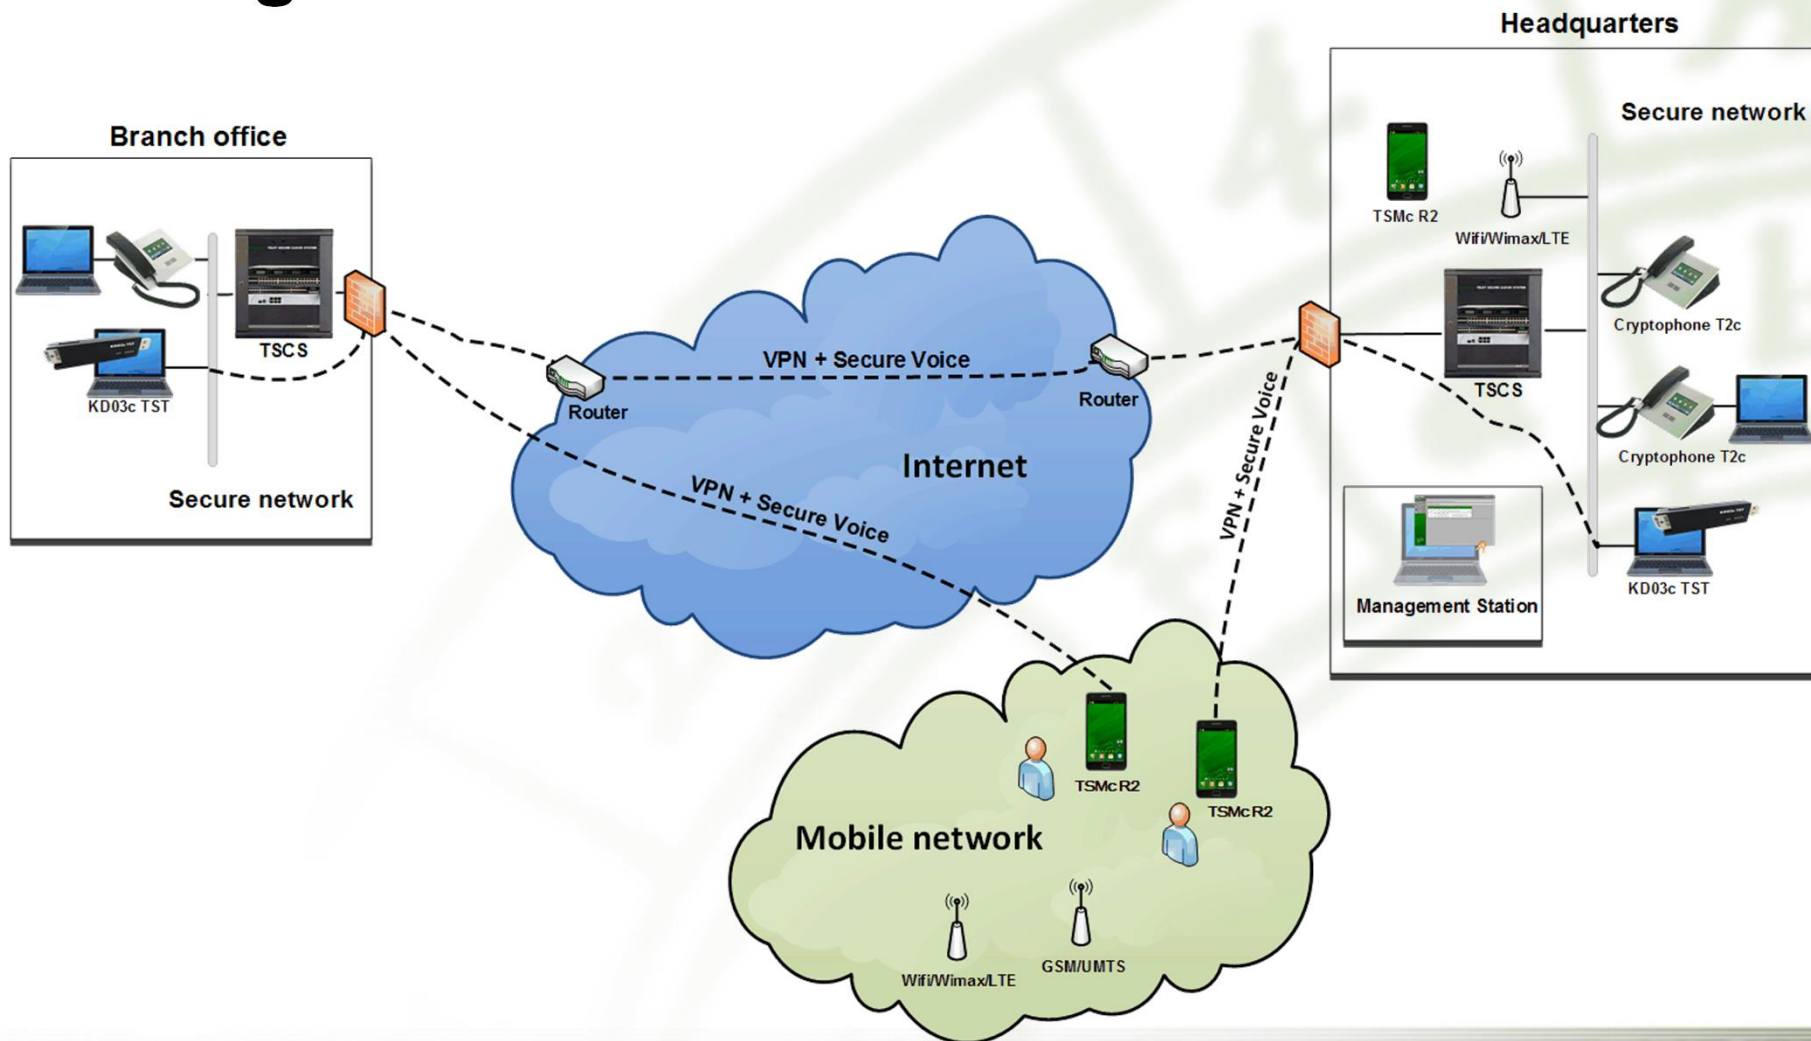 Headquarters
Branch office
Secure network
TSMc R2
Wifi/Wimax/LTE
Cryptophone T2c
TSCS
TSCS
KD03c TST
VPN + Secure Voice
Router
Router
VPN + Secure Voice
Cryptophone T2c
Internet
VPN + Secure Voice
Secure network
KD03c TST
Management Station
TSMc R2
TSMc R2
Mobile network
Wifi/Wimax/LTE
GSM/UMTS